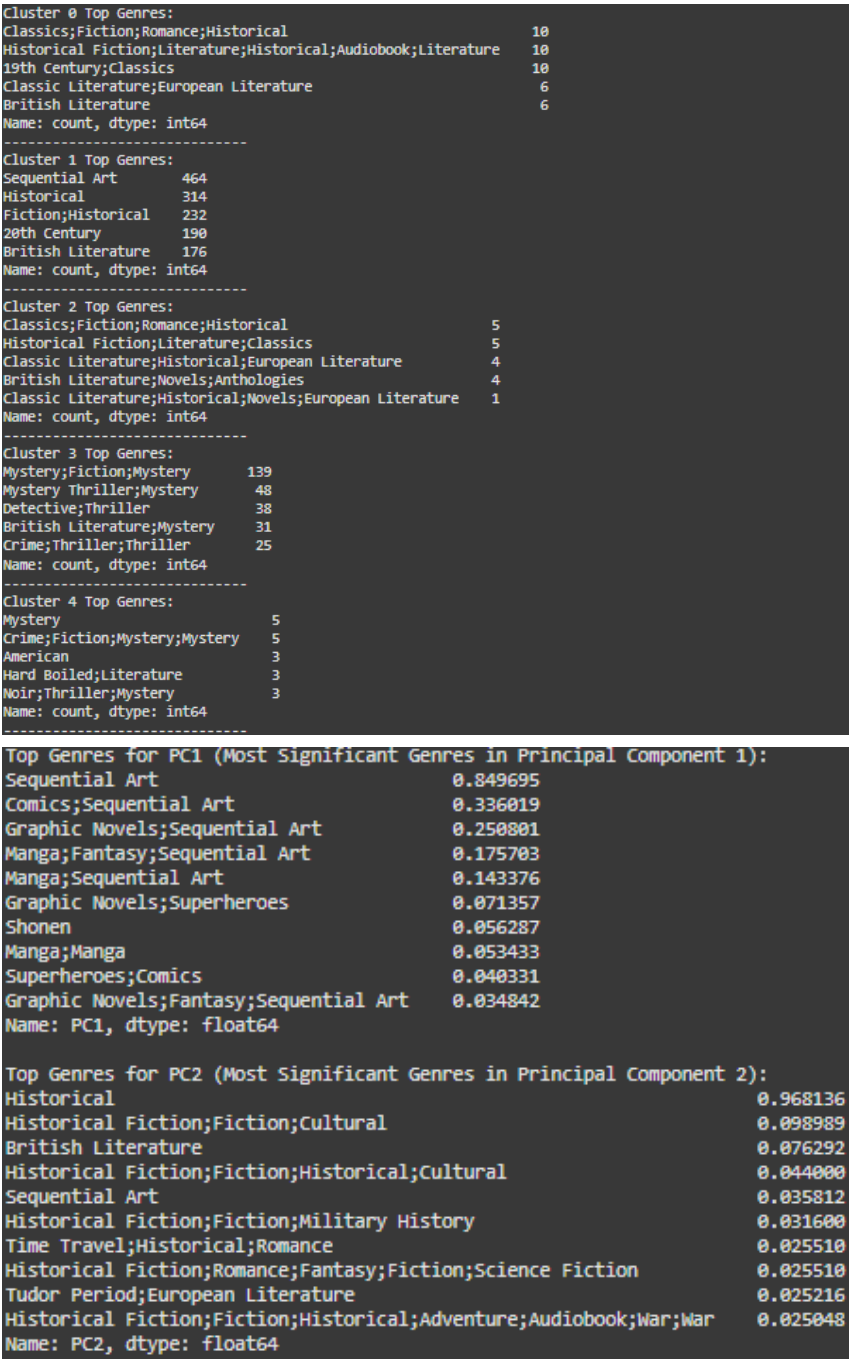 Cluster 0 Top Genres:
Classics;Fiction;Romance;Historical 10
Historical Fiction;Literature;Historical;Audiobook;Literature 10
19th Century;Classics 10
Classic Literature;European Literature 6
British Literature 6
Name: count, dtype: int64
------------------------------
Cluster 1 Top Genres:
Sequential Art 464
Historical 314
Fiction;Historical 232
20th Century 190
British Literature 176
Name: count, dtype: int64
------------------------------
Cluster 2 Top Genres:
Classics;Fiction;Romance;Historical 5
Historical Fiction;Literature;Classics 5
Classic Literature;Historical;European Literature 4
British Literature;Novels;Anthologies 4
Classic Literature;Historical;Novels;European Literature 1
Name: count, dtype: int64
------------------------------
Cluster 3 Top Genres:
Mystery;Fiction;Mystery 139
Mystery Thriller;Mystery 48
Detective;Thriller 38
British Literature;Mystery 31
Crime;Thriller;Thriller 25
Name: count, dtype: int64
------------------------------
Cluster 4 Top Genres:
Mystery 5
Crime;Fiction;Mystery;Mystery 5
American 3
Hard Boiled;Literature 3
Noir;Thriller;Mystery 3
Name: count, dtype: int64
------------------------------
Top Genres for PC1 (Most Significant Genres in Principal Component 1):
Sequential Art 0.849695
Comics;Sequential Art 0.336019
Graphic Novels;Sequential Art 0.250801
Manga;Fantasy;Sequential Art 0.175703
Manga;Sequential Art 0.143376
Graphic Novels;Superheroes 0.071357
Shonen 0.056287
Manga;Manga 0.053433
Superheroes;Comics 0.040331
Graphic Novels;Fantasy;Sequential Art 0.034842
Name: PC1, dtype: float64
Top Genres for PC2 (Most Significant Genres in Principal Component 2):
Historical 0.968136
Historical Fiction;Fiction;Cultural 0.098989
British Literature 0.076292
Historical Fiction;Fiction;Historical;Cultural 0.044000
Sequential Art 0.035812
Historical Fiction;Fiction;Military History 0.031600
Time Travel;Historical;Romance 0.025510
Historical Fiction;Romance;Fantasy;Fiction;Science Fiction 0.025510
Tudor Period;European Literature 0.025216
Historical Fiction;Fiction;Historical;Adventure;Audiobook;War;War 0.025048
Name: PC2, dtype: float64